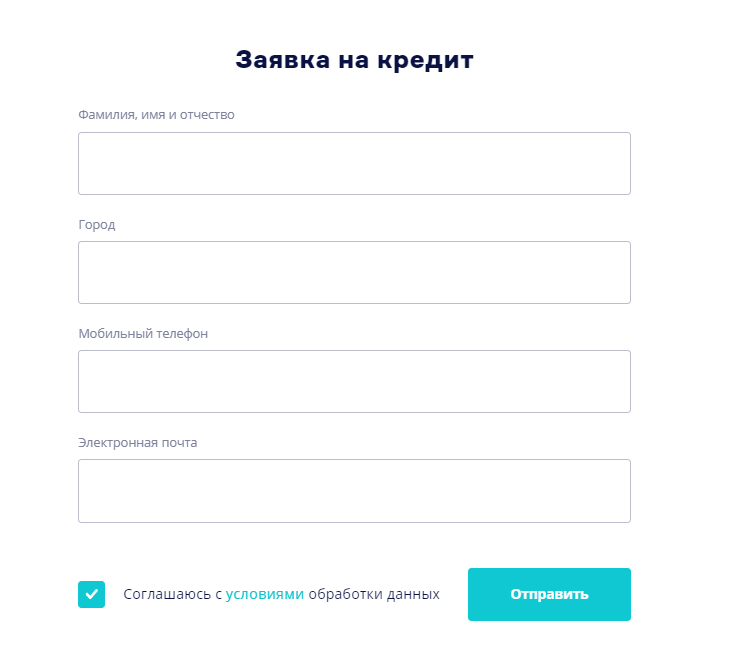 Заявка на кредит
Фамилия, имя и отчество
Город
Мобильный телефон
Электронная почта
Соглашаюсь с условиями обработки данных
Отправить